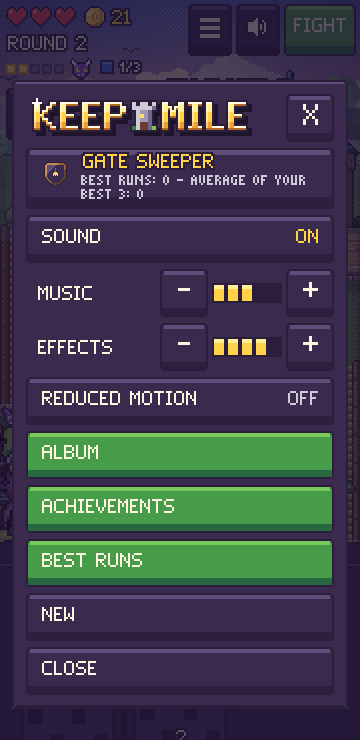 21
FIGHT
ROUND 2
1/3
KEEP MILE
X
GATE SWEEPER
BEST RUNS: 0 – AVERAGE OF YOUR
BEST 3: 0
SOUND ON
MUSIC - +
EFFECTS - +
REDUCED MOTION OFF
ALBUM
ACHIEVEMENTS
BEST RUNS
NEW
CLOSE
?